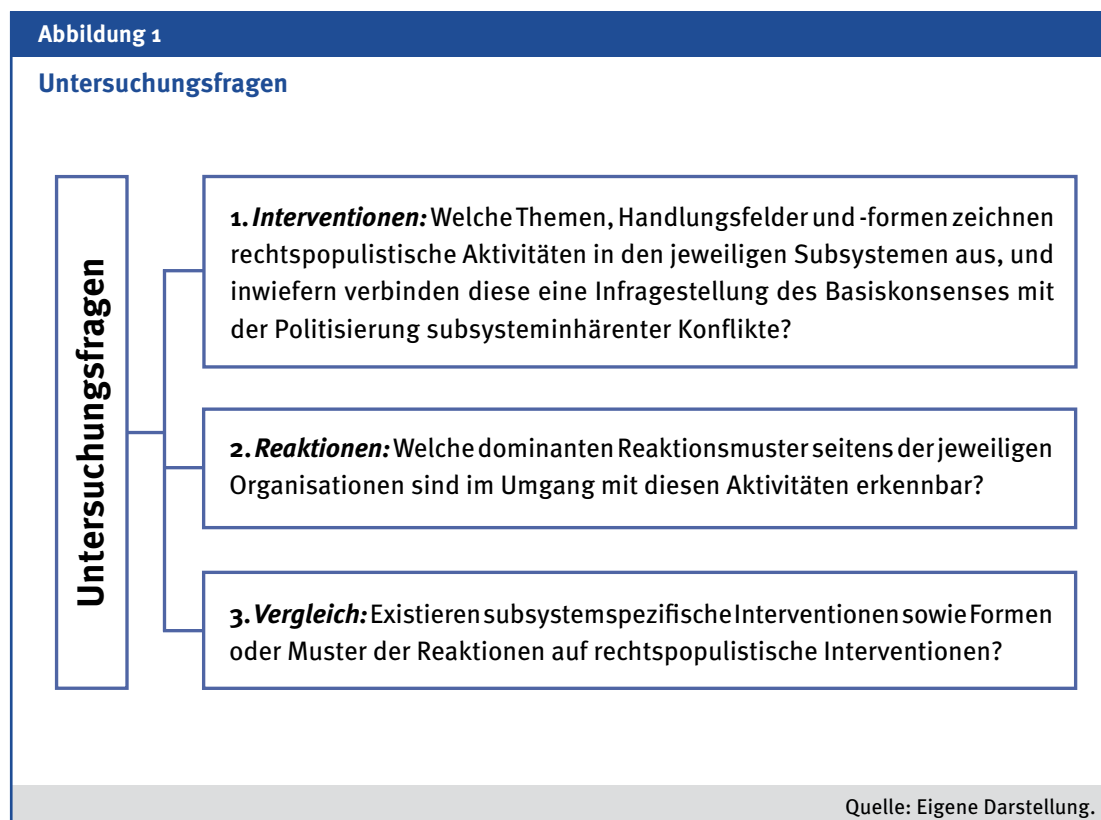 Abbildung 1
Untersuchungsfragen
Untersuchungsfragen
1. Interventionen: Welche Themen, Handlungsfelder und -formen zeichnen
rechtspopulistische Aktivitäten in den jeweiligen Subsystemen aus, und
inwiefern verbinden diese eine Infragestellung des Basiskonsenses mit
der Politisierung subsysteminhärenter Konflikte?
2. Reaktionen: Welche dominanten Reaktionsmuster seitens der jeweiligen
Organisationen sind im Umgang mit diesen Aktivitäten erkennbar?
3. Vergleich: Existieren subsystemspezifische Interventionen sowie Formen
oder Muster der Reaktionen auf rechtspopulistische Interventionen?
Quelle: Eigene Darstellung.